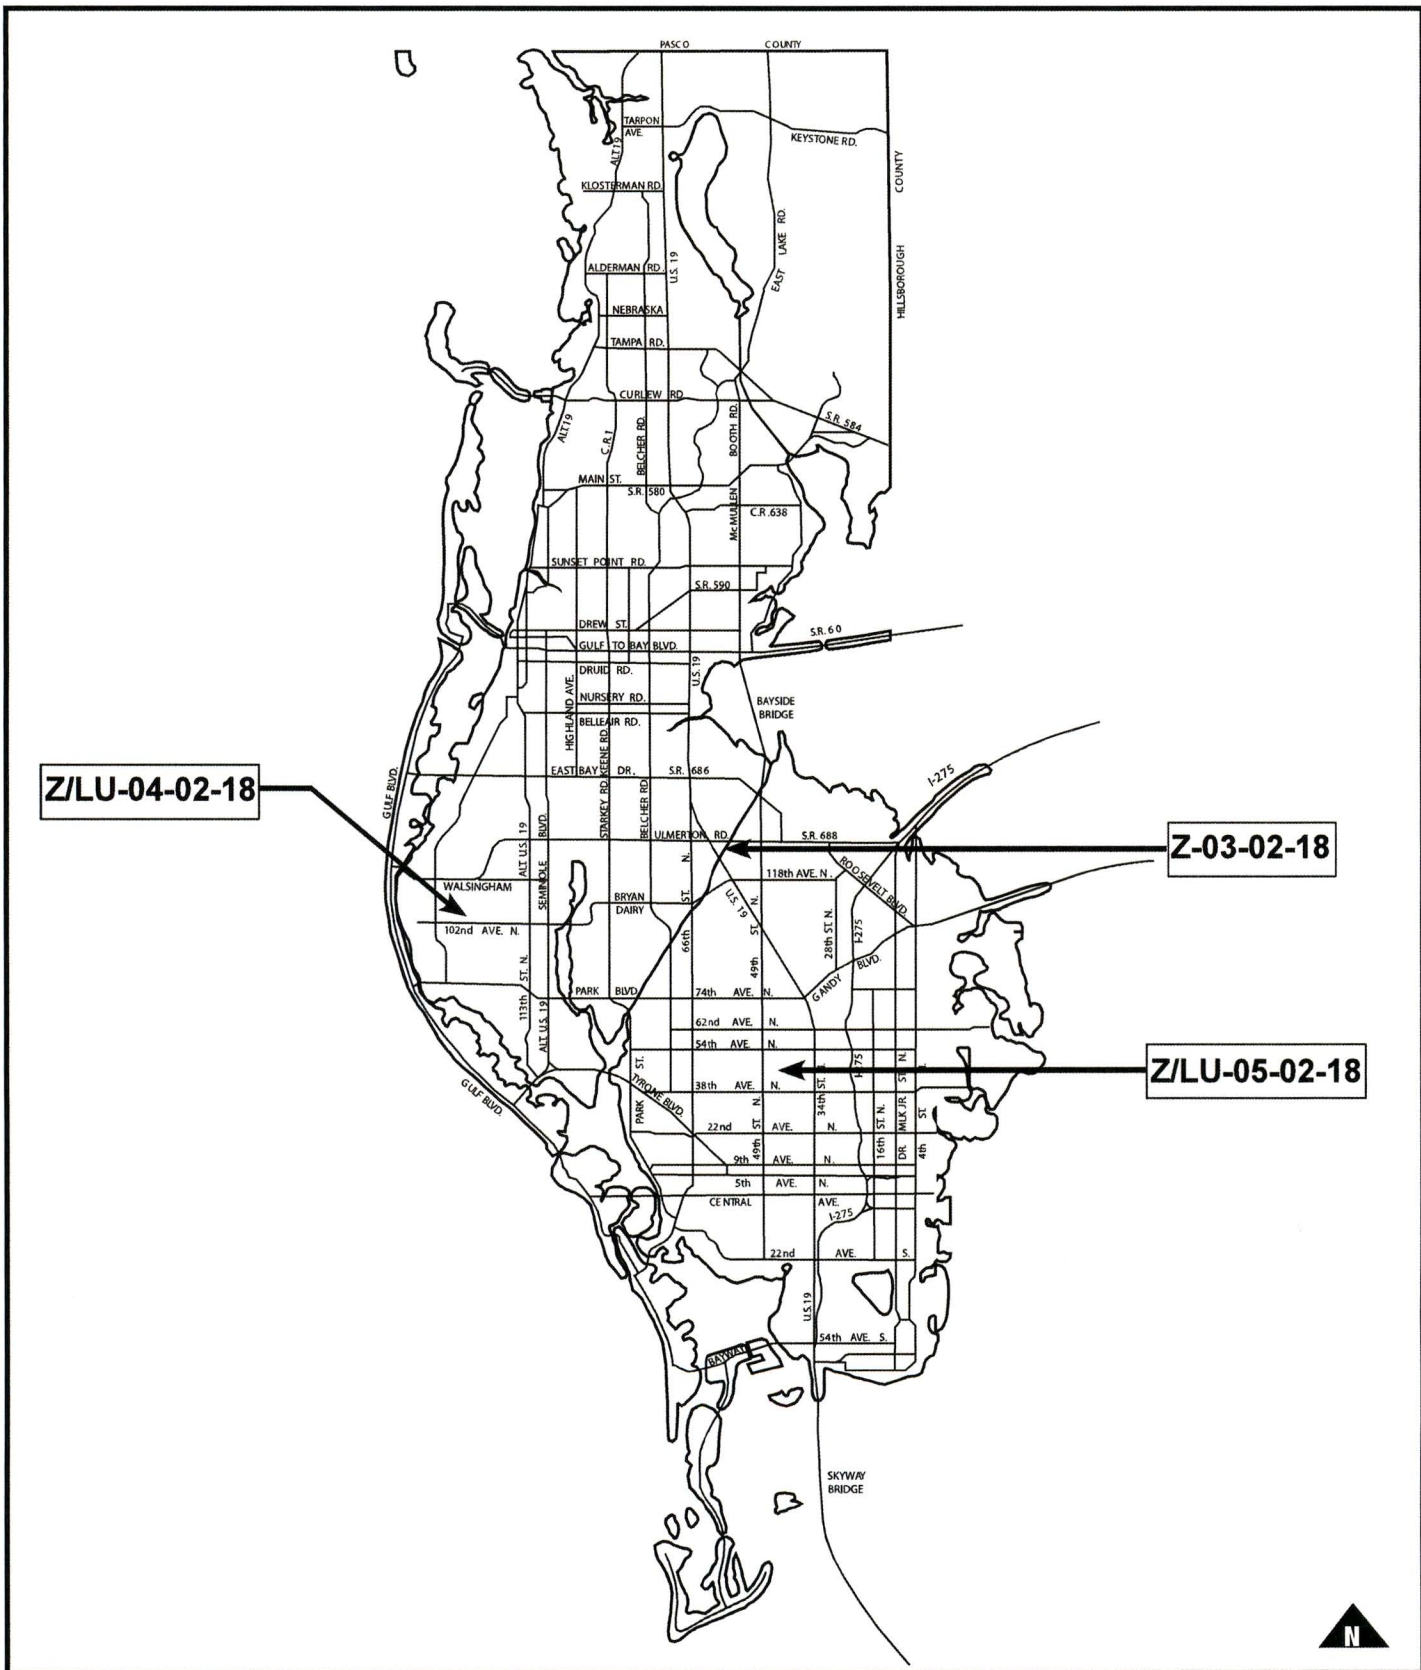 PASCO COUNTY
TARPON
AVE.
KEYSTONE RD.
ALT 19
COUNTY
KLOSTERMAN RD.
EAST LAKE RD.
HILLSBOROUGH
U.S. 19
ALDERMAN RD.
NEBRASKA
TAMPA RD.
CURLEW RD
S.R. 584
ALT 19
C.R.1
BELCHER RD.
BOOTH RD.
MAIN ST.
S.R. 580
McMULLEN
C.R.638
SUNSET POINT RD.
S.R. 590
DREW ST.
S.R. 60
GULF TO BAY BLVD.
DRUID RD.
U.S.19
HIGHLAND AVE.
NURSERY RD.
BAYSIDE
BRIDGE
BELLEAIR RD.
KEENE RD.
EAST BAY DR. S.R. 686
I-275
GULF BLVD.
Z/LU-04-02-18
ALT U.S. 19
SEMINOLE BLVD.
STARKEY RD.
BELCHER RD.
ULMERTON RD.
S.R. 688
Z-03-02-18
118th AVE. N.
ROOSEVELT BLVD.
WALSINGHAM
BRYAN
DAIRY
U.S. 19
102nd AVE. N.
66th ST. N.
49th ST. N.
28th ST. N.
I-275
GANDY BLVD.
113th ST. N.
ALT U.S. 19
PARK BLVD.
74th AVE. N.
62nd AVE. N.
54th AVE. N.
I-275
Z/LU-05-02-18
38th AVE. N.
PARK ST.
TYRONE BLVD.
34th ST. N.
GULF BLVD.
22nd AVE. N.
49th ST. N.
16th ST. N.
DR. MLK JR. ST. N.
4th ST. N.
9th AVE. N.
5th AVE. N.
CENTRAL AVE.
I-275
22nd AVE. S.
U.S.19
54th AVE. S.
BAYWAY
SKYWAY
BRIDGE
N